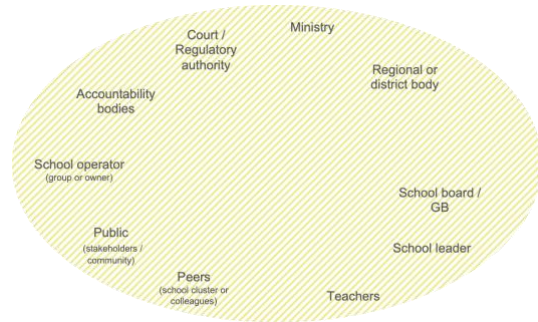 Ministry
Court /
Regulatory
authority
Regional or
district body
Accountability
bodies
School operator
(group or owner)
School board /
GB
Public
(stakeholders /
community)
School leader
Peers
(school cluster or
colleagues)
Teachers